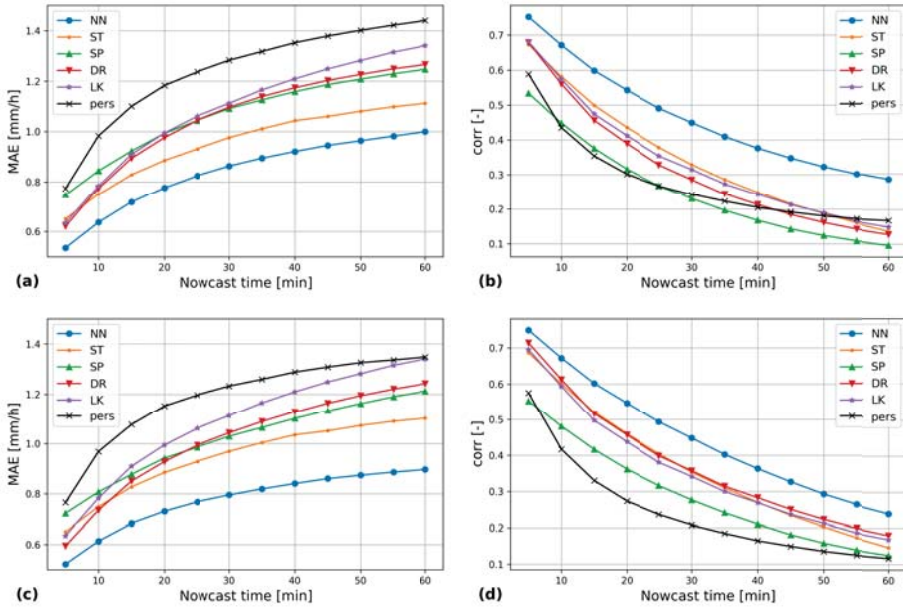 NN
ST
SP
DR
LK
pers
1.4
1.2
1.0
0.8
0.6
MAE [mm/h]
10 20 30 40 50 60
(a) Nowcast time [min]
NN
ST
SP
DR
LK
pers
0.7
0.6
0.5
0.4
0.3
0.2
0.1
corr [-]
10 20 30 40 50 60
(b) Nowcast time [min]
NN
ST
SP
DR
LK
pers
1.4
1.2
1.0
0.8
0.6
MAE [mm/h]
10 20 30 40 50 60
(c) Nowcast time [min]
NN
ST
SP
DR
LK
pers
0.7
0.6
0.5
0.4
0.3
0.2
0.1
corr [-]
10 20 30 40 50 60
(d) Nowcast time [min]